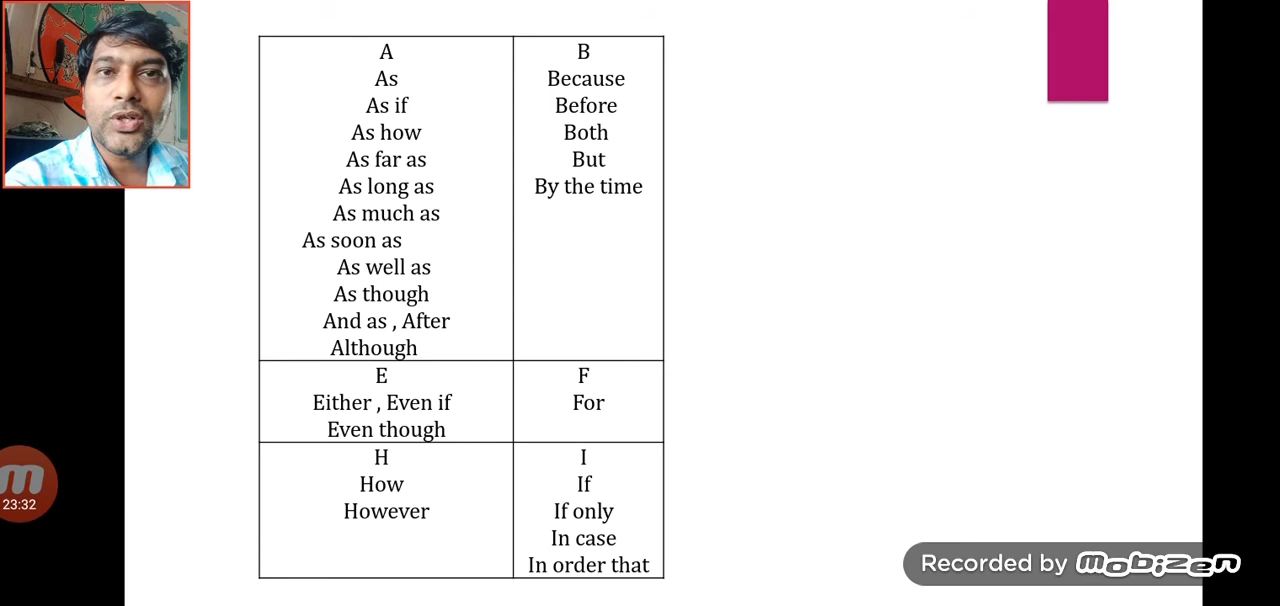 A
As
As if
As how
As far as
As long as
As much as
As soon as
As well as
As though
And as , After
Although
B
Because
Before
Both
But
By the time
E
Either , Even if
Even though
F
For
H
How
However
I
If
If only
In case
In order that
m
23:32
Recorded by mobizen